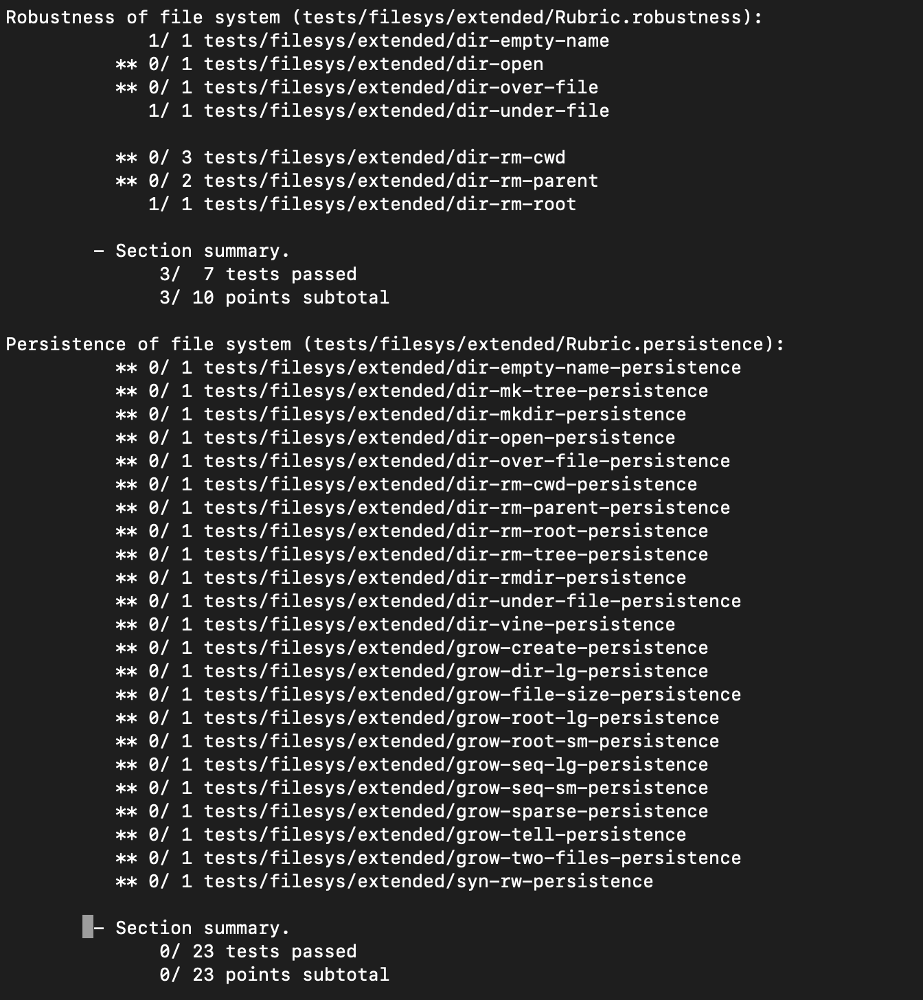 Robustness of file system (tests/filesys/extended/Rubric.robustness):
1/ 1 tests/filesys/extended/dir-empty-name
** 0/ 1 tests/filesys/extended/dir-open
** 0/ 1 tests/filesys/extended/dir-over-file
1/ 1 tests/filesys/extended/dir-under-file
** 0/ 3 tests/filesys/extended/dir-rm-cwd
** 0/ 2 tests/filesys/extended/dir-rm-parent
1/ 1 tests/filesys/extended/dir-rm-root
- Section summary.
3/  7 tests passed
3/ 10 points subtotal
Persistence of file system (tests/filesys/extended/Rubric.persistence):
** 0/ 1 tests/filesys/extended/dir-empty-name-persistence
** 0/ 1 tests/filesys/extended/dir-mk-tree-persistence
** 0/ 1 tests/filesys/extended/dir-mkdir-persistence
** 0/ 1 tests/filesys/extended/dir-open-persistence
** 0/ 1 tests/filesys/extended/dir-over-file-persistence
** 0/ 1 tests/filesys/extended/dir-rm-cwd-persistence
** 0/ 1 tests/filesys/extended/dir-rm-parent-persistence
** 0/ 1 tests/filesys/extended/dir-rm-root-persistence
** 0/ 1 tests/filesys/extended/dir-rm-tree-persistence
** 0/ 1 tests/filesys/extended/dir-rmdir-persistence
** 0/ 1 tests/filesys/extended/dir-under-file-persistence
** 0/ 1 tests/filesys/extended/dir-vine-persistence
** 0/ 1 tests/filesys/extended/grow-create-persistence
** 0/ 1 tests/filesys/extended/grow-dir-lg-persistence
** 0/ 1 tests/filesys/extended/grow-file-size-persistence
** 0/ 1 tests/filesys/extended/grow-root-lg-persistence
** 0/ 1 tests/filesys/extended/grow-root-sm-persistence
** 0/ 1 tests/filesys/extended/grow-seq-lg-persistence
** 0/ 1 tests/filesys/extended/grow-seq-sm-persistence
** 0/ 1 tests/filesys/extended/grow-sparse-persistence
** 0/ 1 tests/filesys/extended/grow-tell-persistence
** 0/ 1 tests/filesys/extended/grow-two-files-persistence
** 0/ 1 tests/filesys/extended/syn-rw-persistence
- Section summary.
0/ 23 tests passed
0/ 23 points subtotal